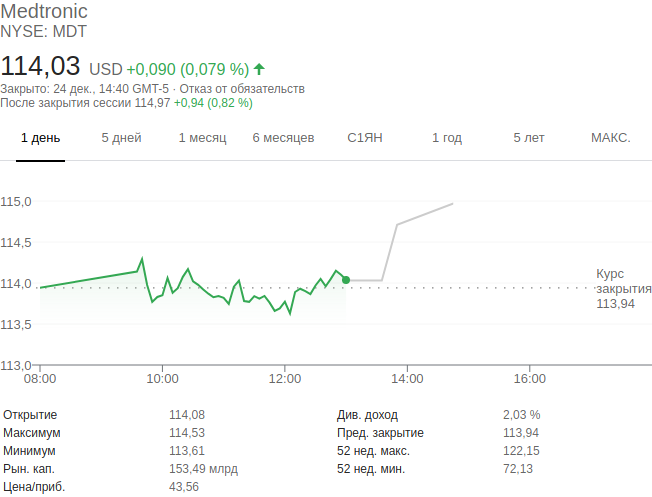 Medtronic
NYSE: MDT
114,03 USD +0,090 (0,079 %)
Закрыто: 24 дек., 14:40 GMT-5 · Отказ от обязательств
После закрытия сессии 114,97 +0,94 (0,82 %)
1 день 5 дней 1 месяц 6 месяцев С1ЯН 1 год 5 лет МАКС.
115,0
114,5
114,0
113,5
113,0
Курс
закрытия
113,94
08:00 10:00 12:00 14:00 16:00
Открытие 114,08 Див. доход 2,03 %
Максимум 114,53 Пред. закрытие 113,94
Минимум 113,61 52 нед. макс. 122,15
Рын. кап. 153,49 млрд 52 нед. мин. 72,13
Цена/приб. 43,56